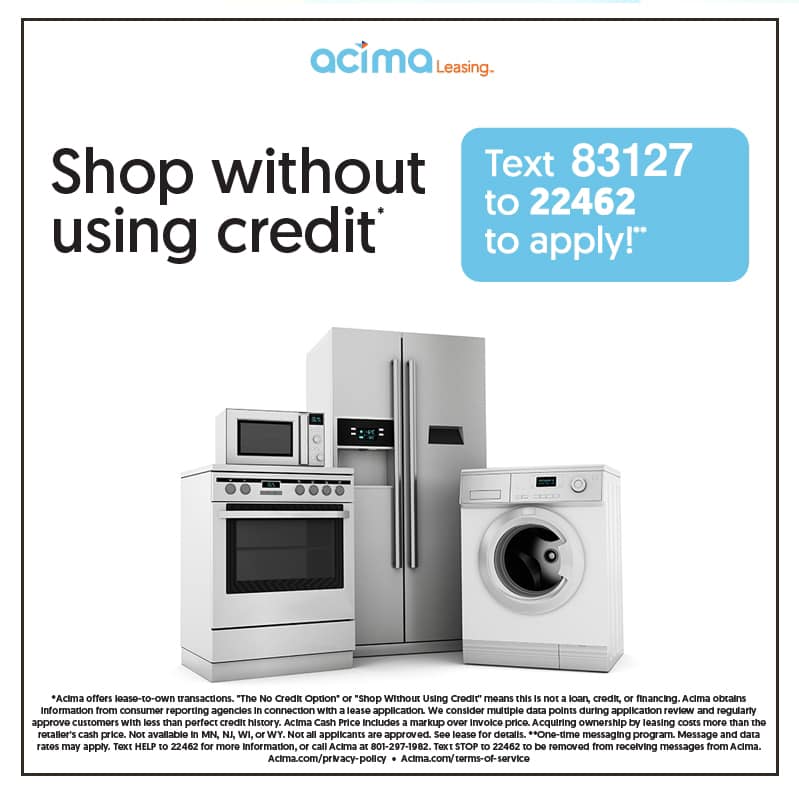 acima Leasing™
Shop without
using credit*
Text 83127
to 22462
to apply!**
*Acima offers lease-to-own transactions. "The No Credit Option" or "Shop Without Using Credit" means this is not a loan, credit, or financing. Acima obtains
information from consumer reporting agencies in connection with a lease application. We consider multiple data points during application review and regularly
approve customers with less than perfect credit history. Acima Cash Price includes a markup over invoice price. Acquiring ownership by leasing costs more than the
retailer's cash price. Not available in MN, NJ, WI, or WY. Not all applicants are approved. See lease for details. **One-time messaging program. Message and data
rates may apply. Text HELP to 22462 for more information, or call Acima at 801-297-1982. Text STOP to 22462 to be removed from receiving messages from Acima.
Acima.com/privacy-policy • Acima.com/terms-of-service